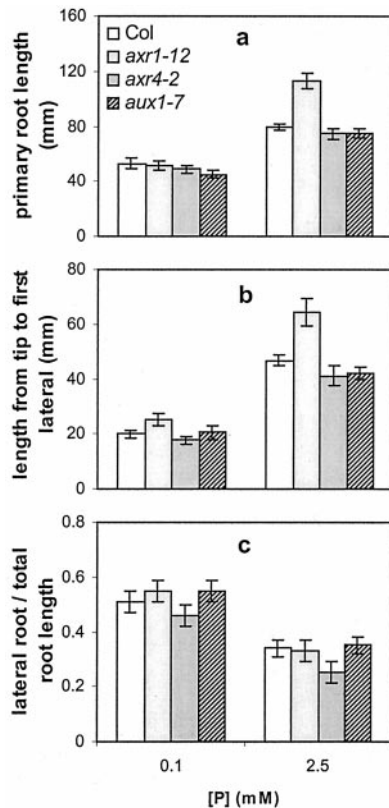 Col
axr1-12
axr4-2
aux1-7
a
primary root length
(mm)
160
120
80
40
0
b
length from tip to first
lateral (mm)
80
60
40
20
0
c
lateral root / total
root length
0.8
0.6
0.4
0.2
0
0.1
2.5
[P] (mM)